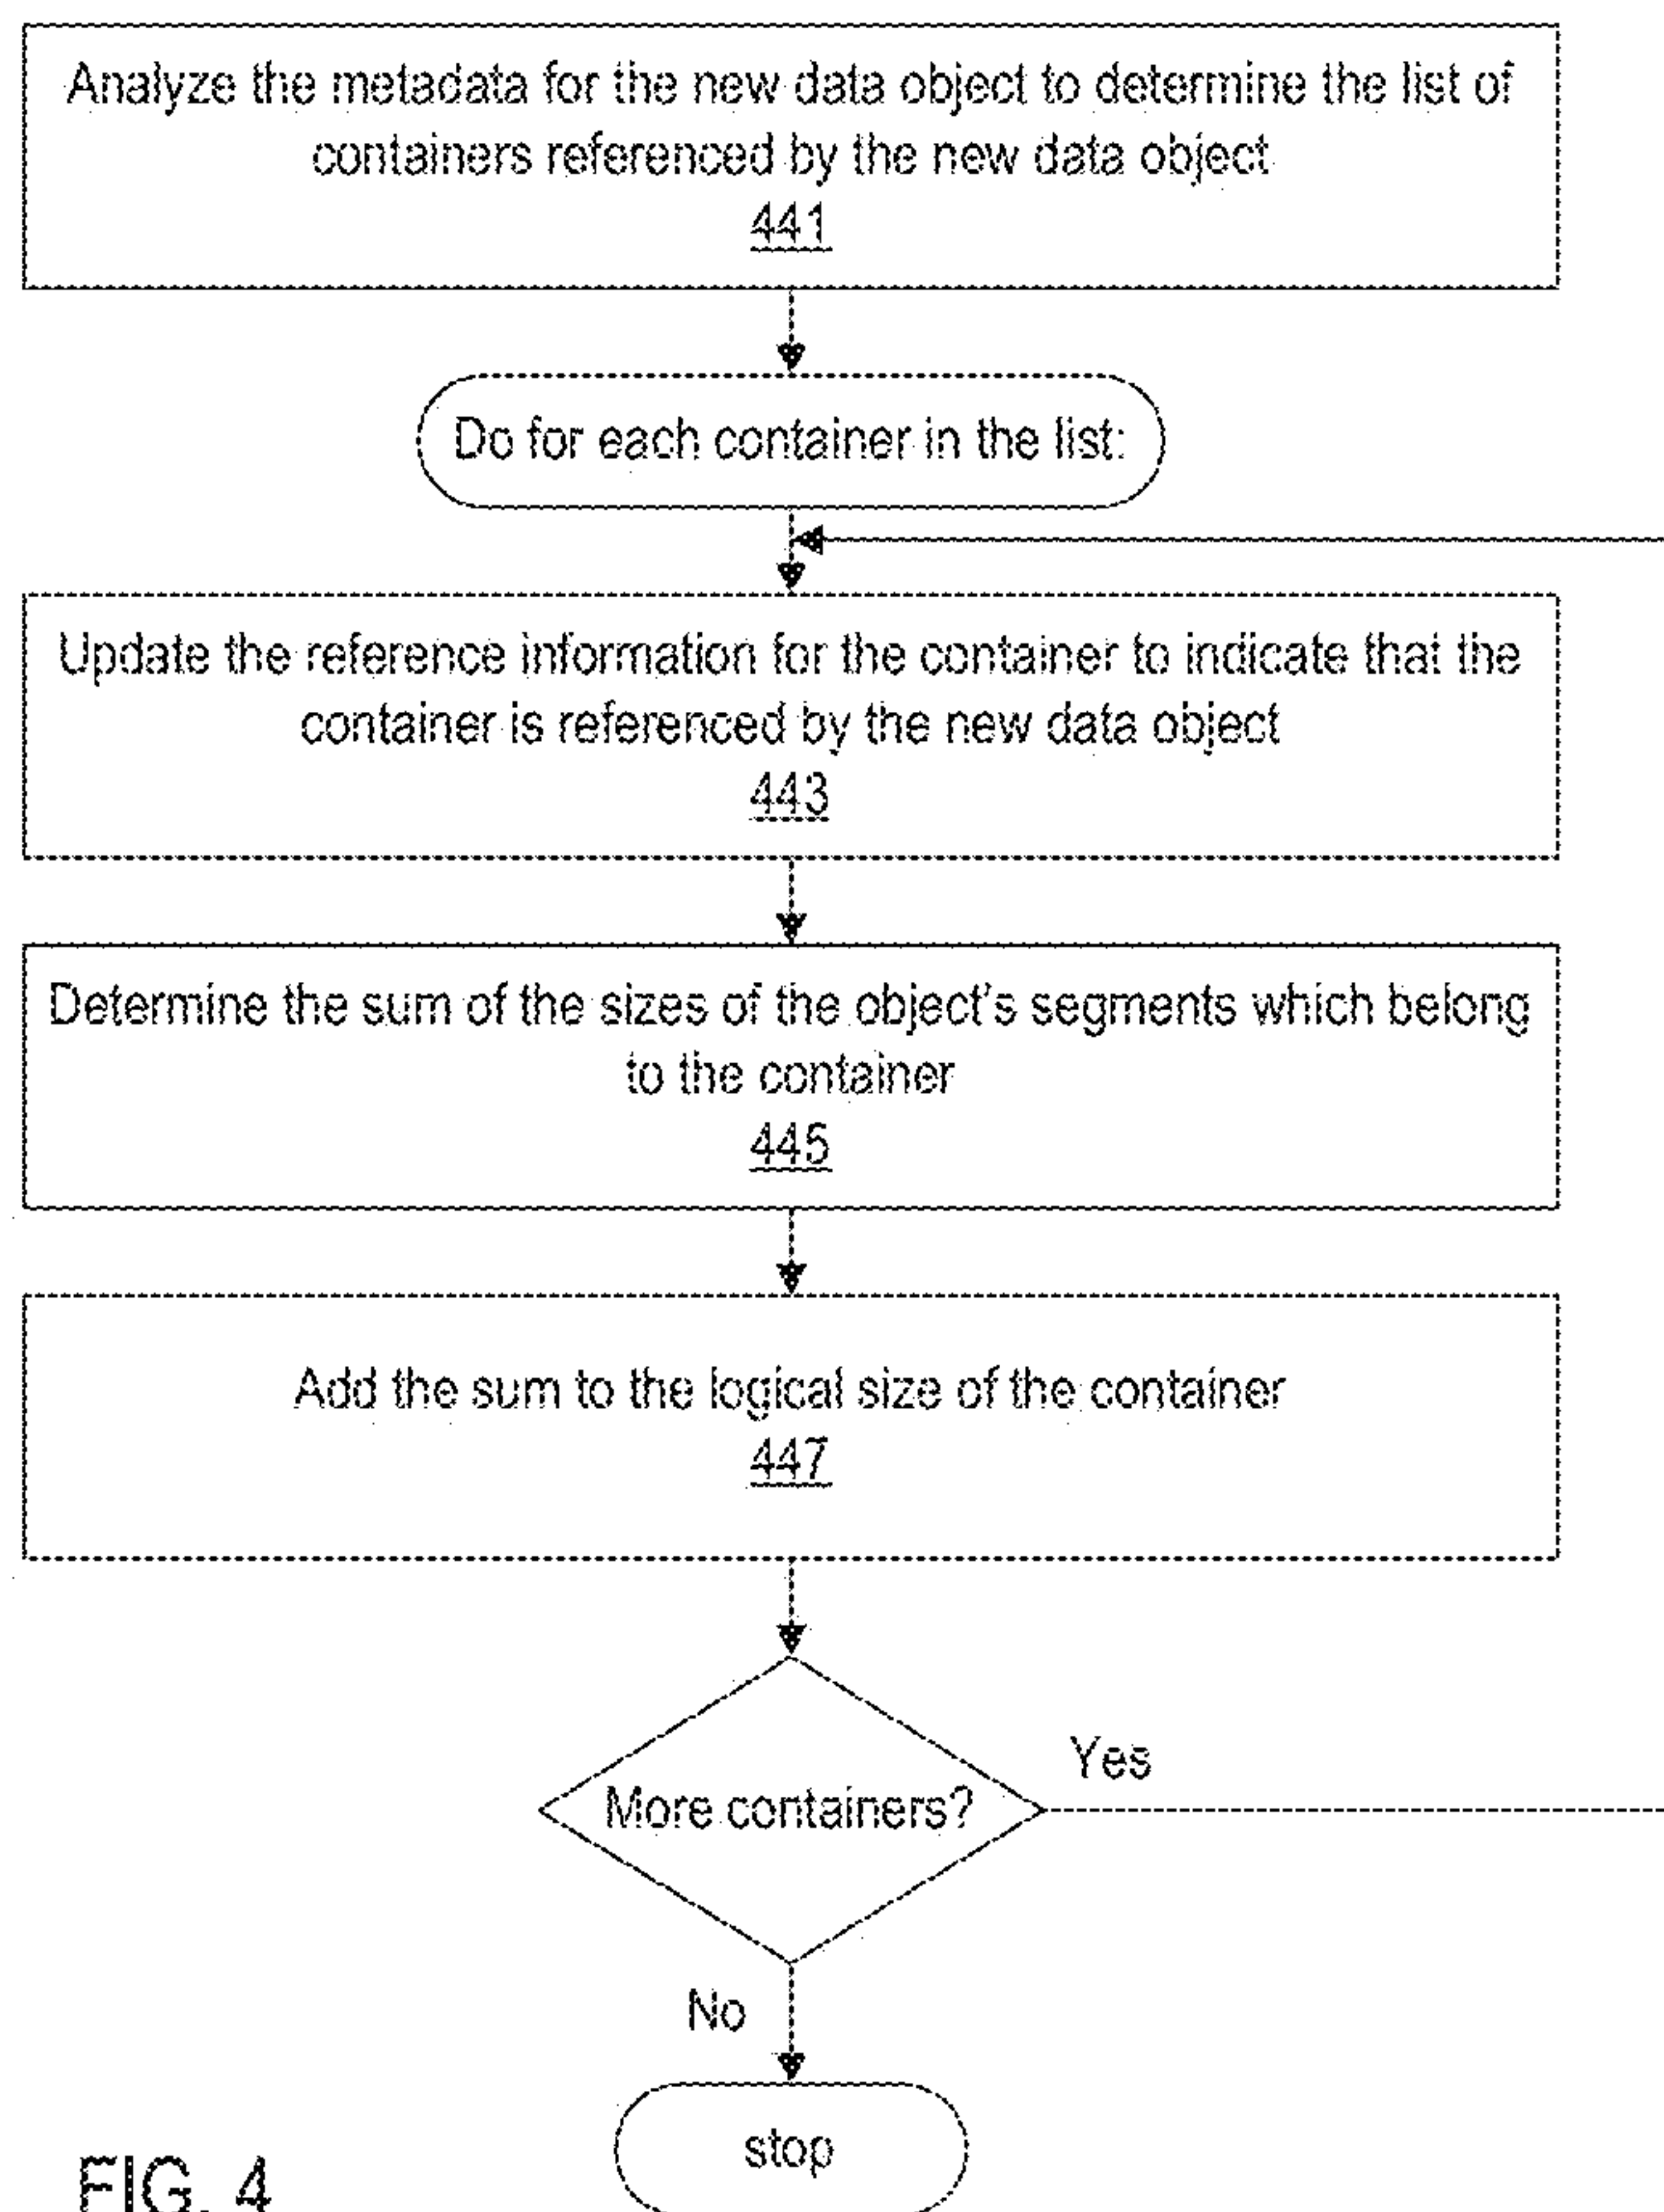 Analyze the metadata for the new data object to determine the list of
containers referenced by the new data object
441
Do for each container in the list:
Update the reference information for the container to indicate that the
container is referenced by the new data object
443
Determine the sum of the sizes of the object's segments which belong
to the container
445
Add the sum to the logical size of the container
447
More containers?
Yes
No
stop
FIG. 4